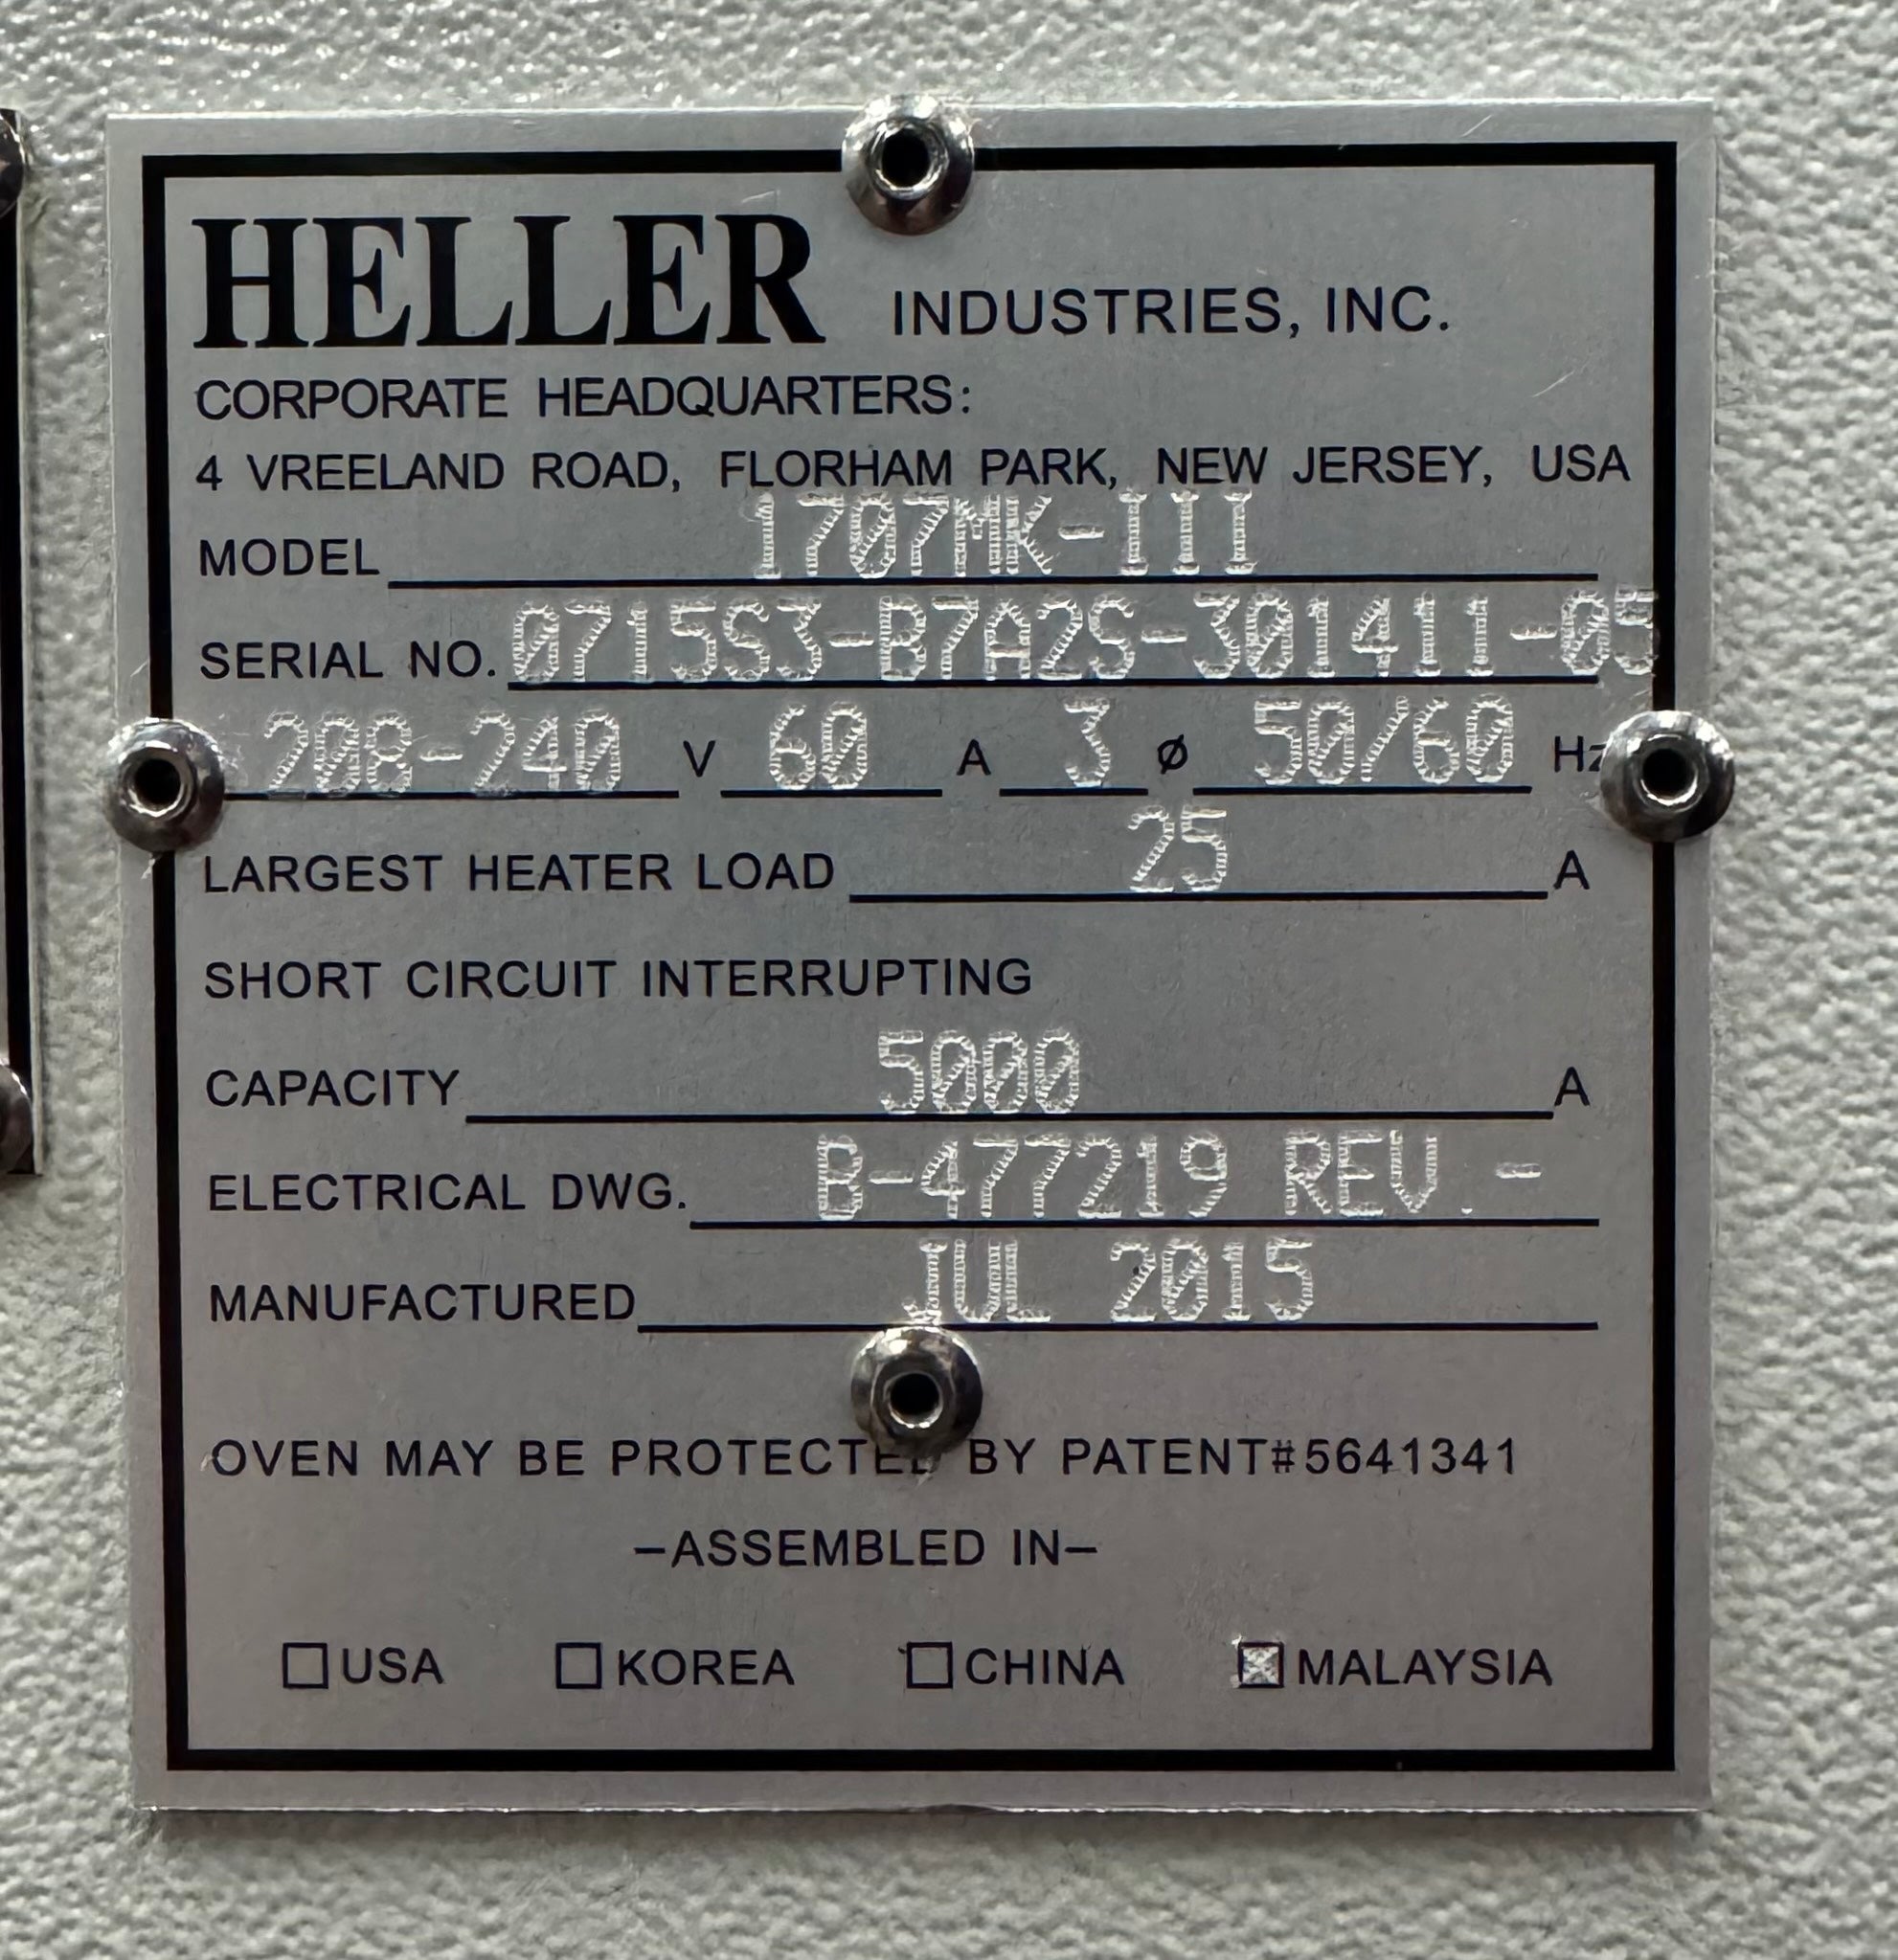 HELLER INDUSTRIES, INC.
CORPORATE HEADQUARTERS:
4 VREELAND ROAD, FLORHAM PARK, NEW JERSEY, USA
MODEL 1707MK-III
SERIAL NO. 0715S3-B7A2S-301411-05
208-240 V 60 A 3 ø 50/60 Hz
LARGEST HEATER LOAD 25 A
SHORT CIRCUIT INTERRUPTING
CAPACITY 5000 A
ELECTRICAL DWG. B-477219 REV.-
MANUFACTURED JUL 2015
OVEN MAY BE PROTECTED BY PATENT#5641341
–ASSEMBLED IN–
☐USA ☐KOREA ☐CHINA ☒MALAYSIA